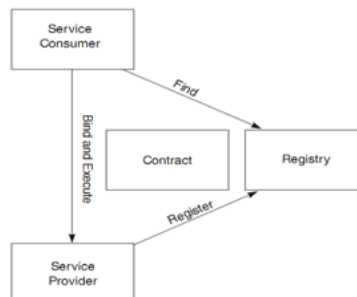 Service
Consumer
Find
Bind and Execute
Contract
Registry
Register
Service
Provider